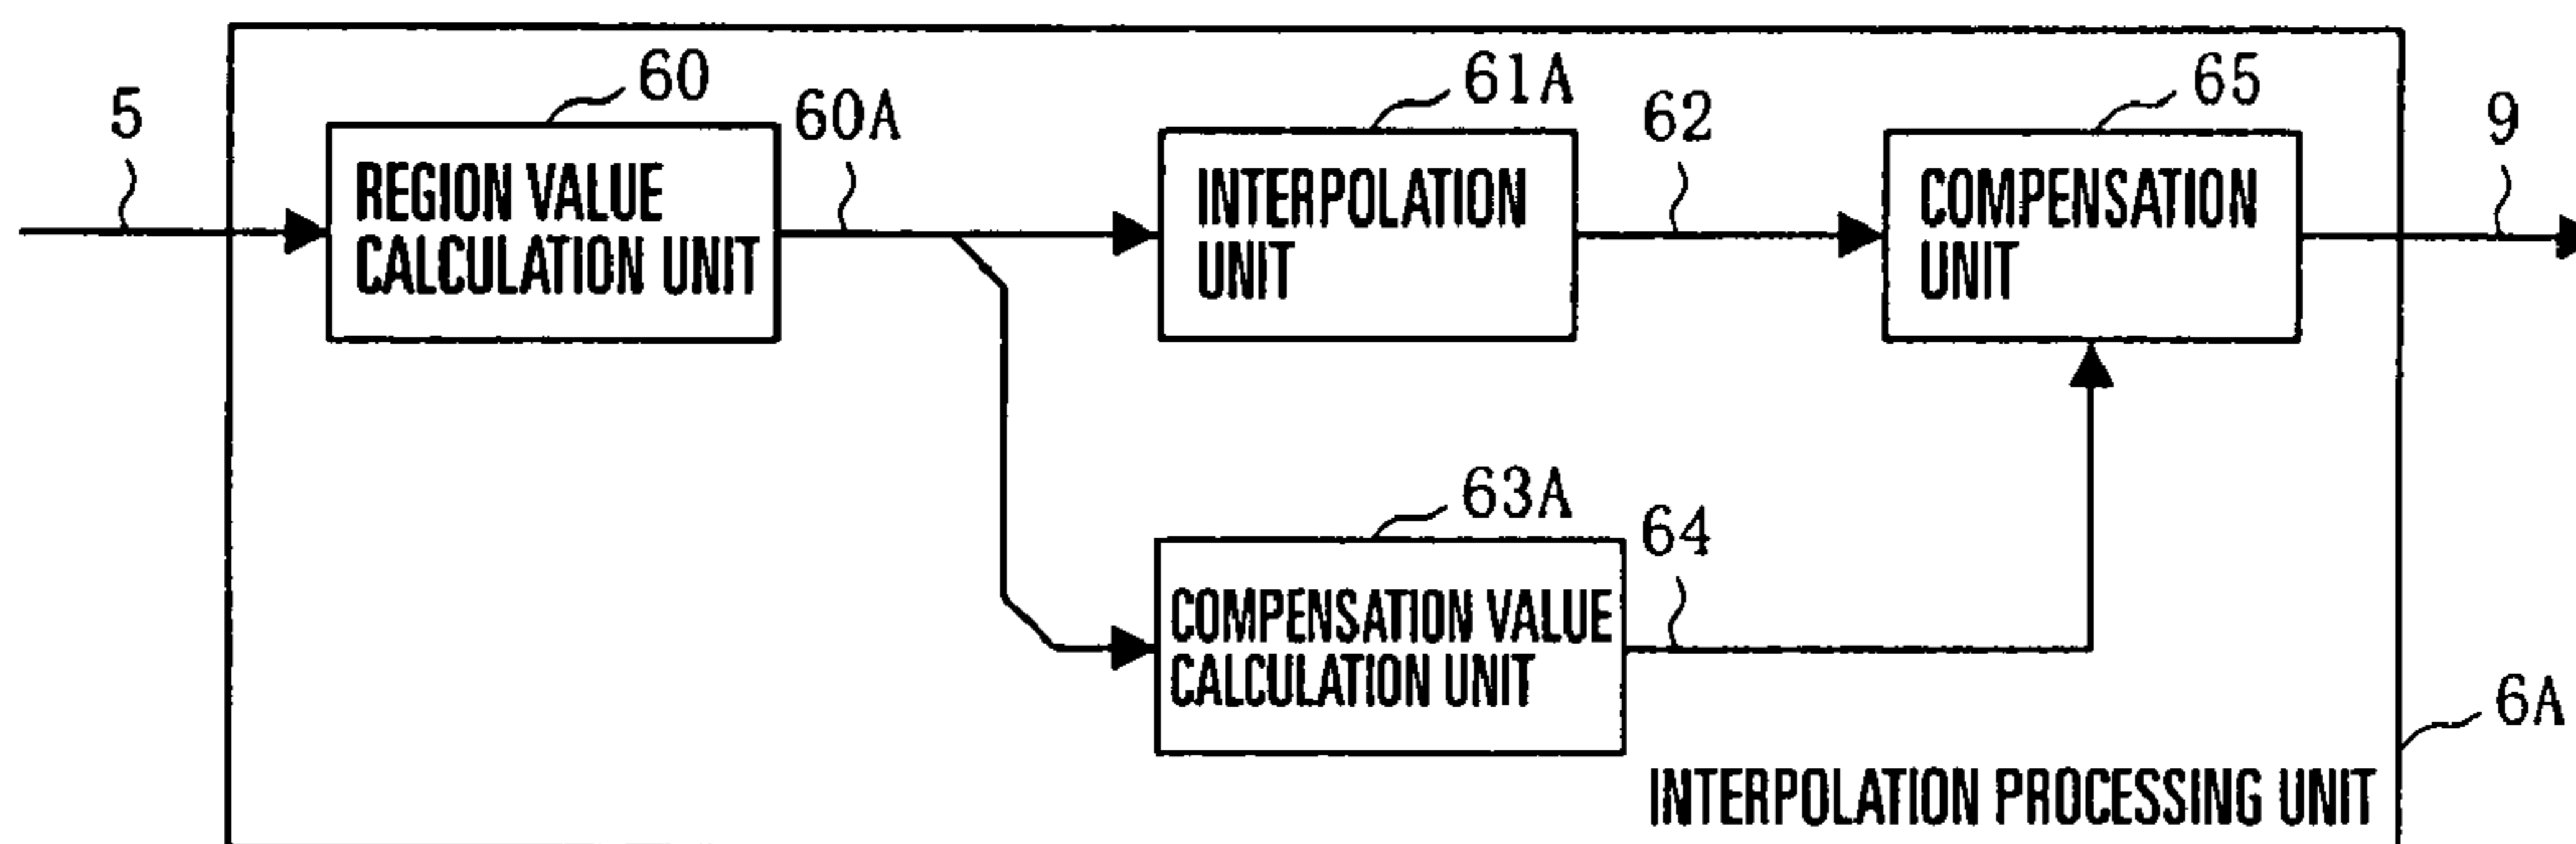 5
60
60A
61A
62
65
9
REGION VALUE
CALCULATION UNIT
INTERPOLATION
UNIT
COMPENSATION
UNIT
63A
64
COMPENSATION VALUE
CALCULATION UNIT
6A
INTERPOLATION PROCESSING UNIT